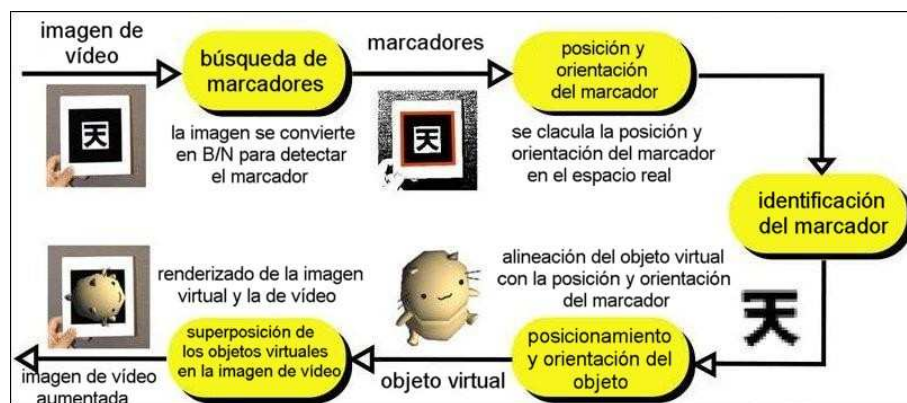 imagen de
vídeo
búsqueda de
marcadores
la imagen se convierte
en B/N para detectar
el marcador
marcadores
posición y
orientación
del marcador
se clacula la posición y
orientación del marcador
en el espacio real
identificación
del marcador
天
alineación del objeto virtual
con la posición y orientación
del marcador
posicionamiento
y orientación del
objeto
objeto virtual
renderizado de la imagen
virtual y la de vídeo
superposición de
los objetos virtuales
en la imagen de vídeo
imagen de vídeo
aumentada
天
天